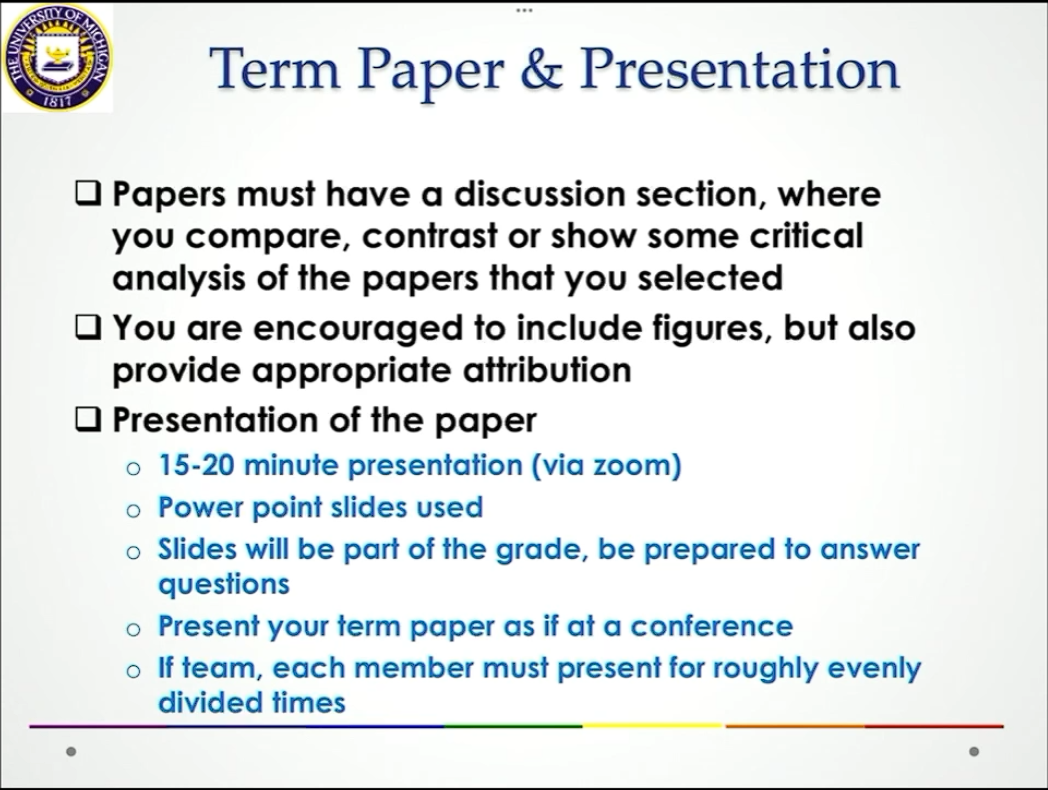 THE UNIVERSITY OF MICHIGAN
1817
Term Paper & Presentation
Papers must have a discussion section, where
you compare, contrast or show some critical
analysis of the papers that you selected
You are encouraged to include figures, but also
provide appropriate attribution
Presentation of the paper
15-20 minute presentation (via zoom)
Power point slides used
Slides will be part of the grade, be prepared to answer
questions
Present your term paper as if at a conference
If team, each member must present for roughly evenly
divided times